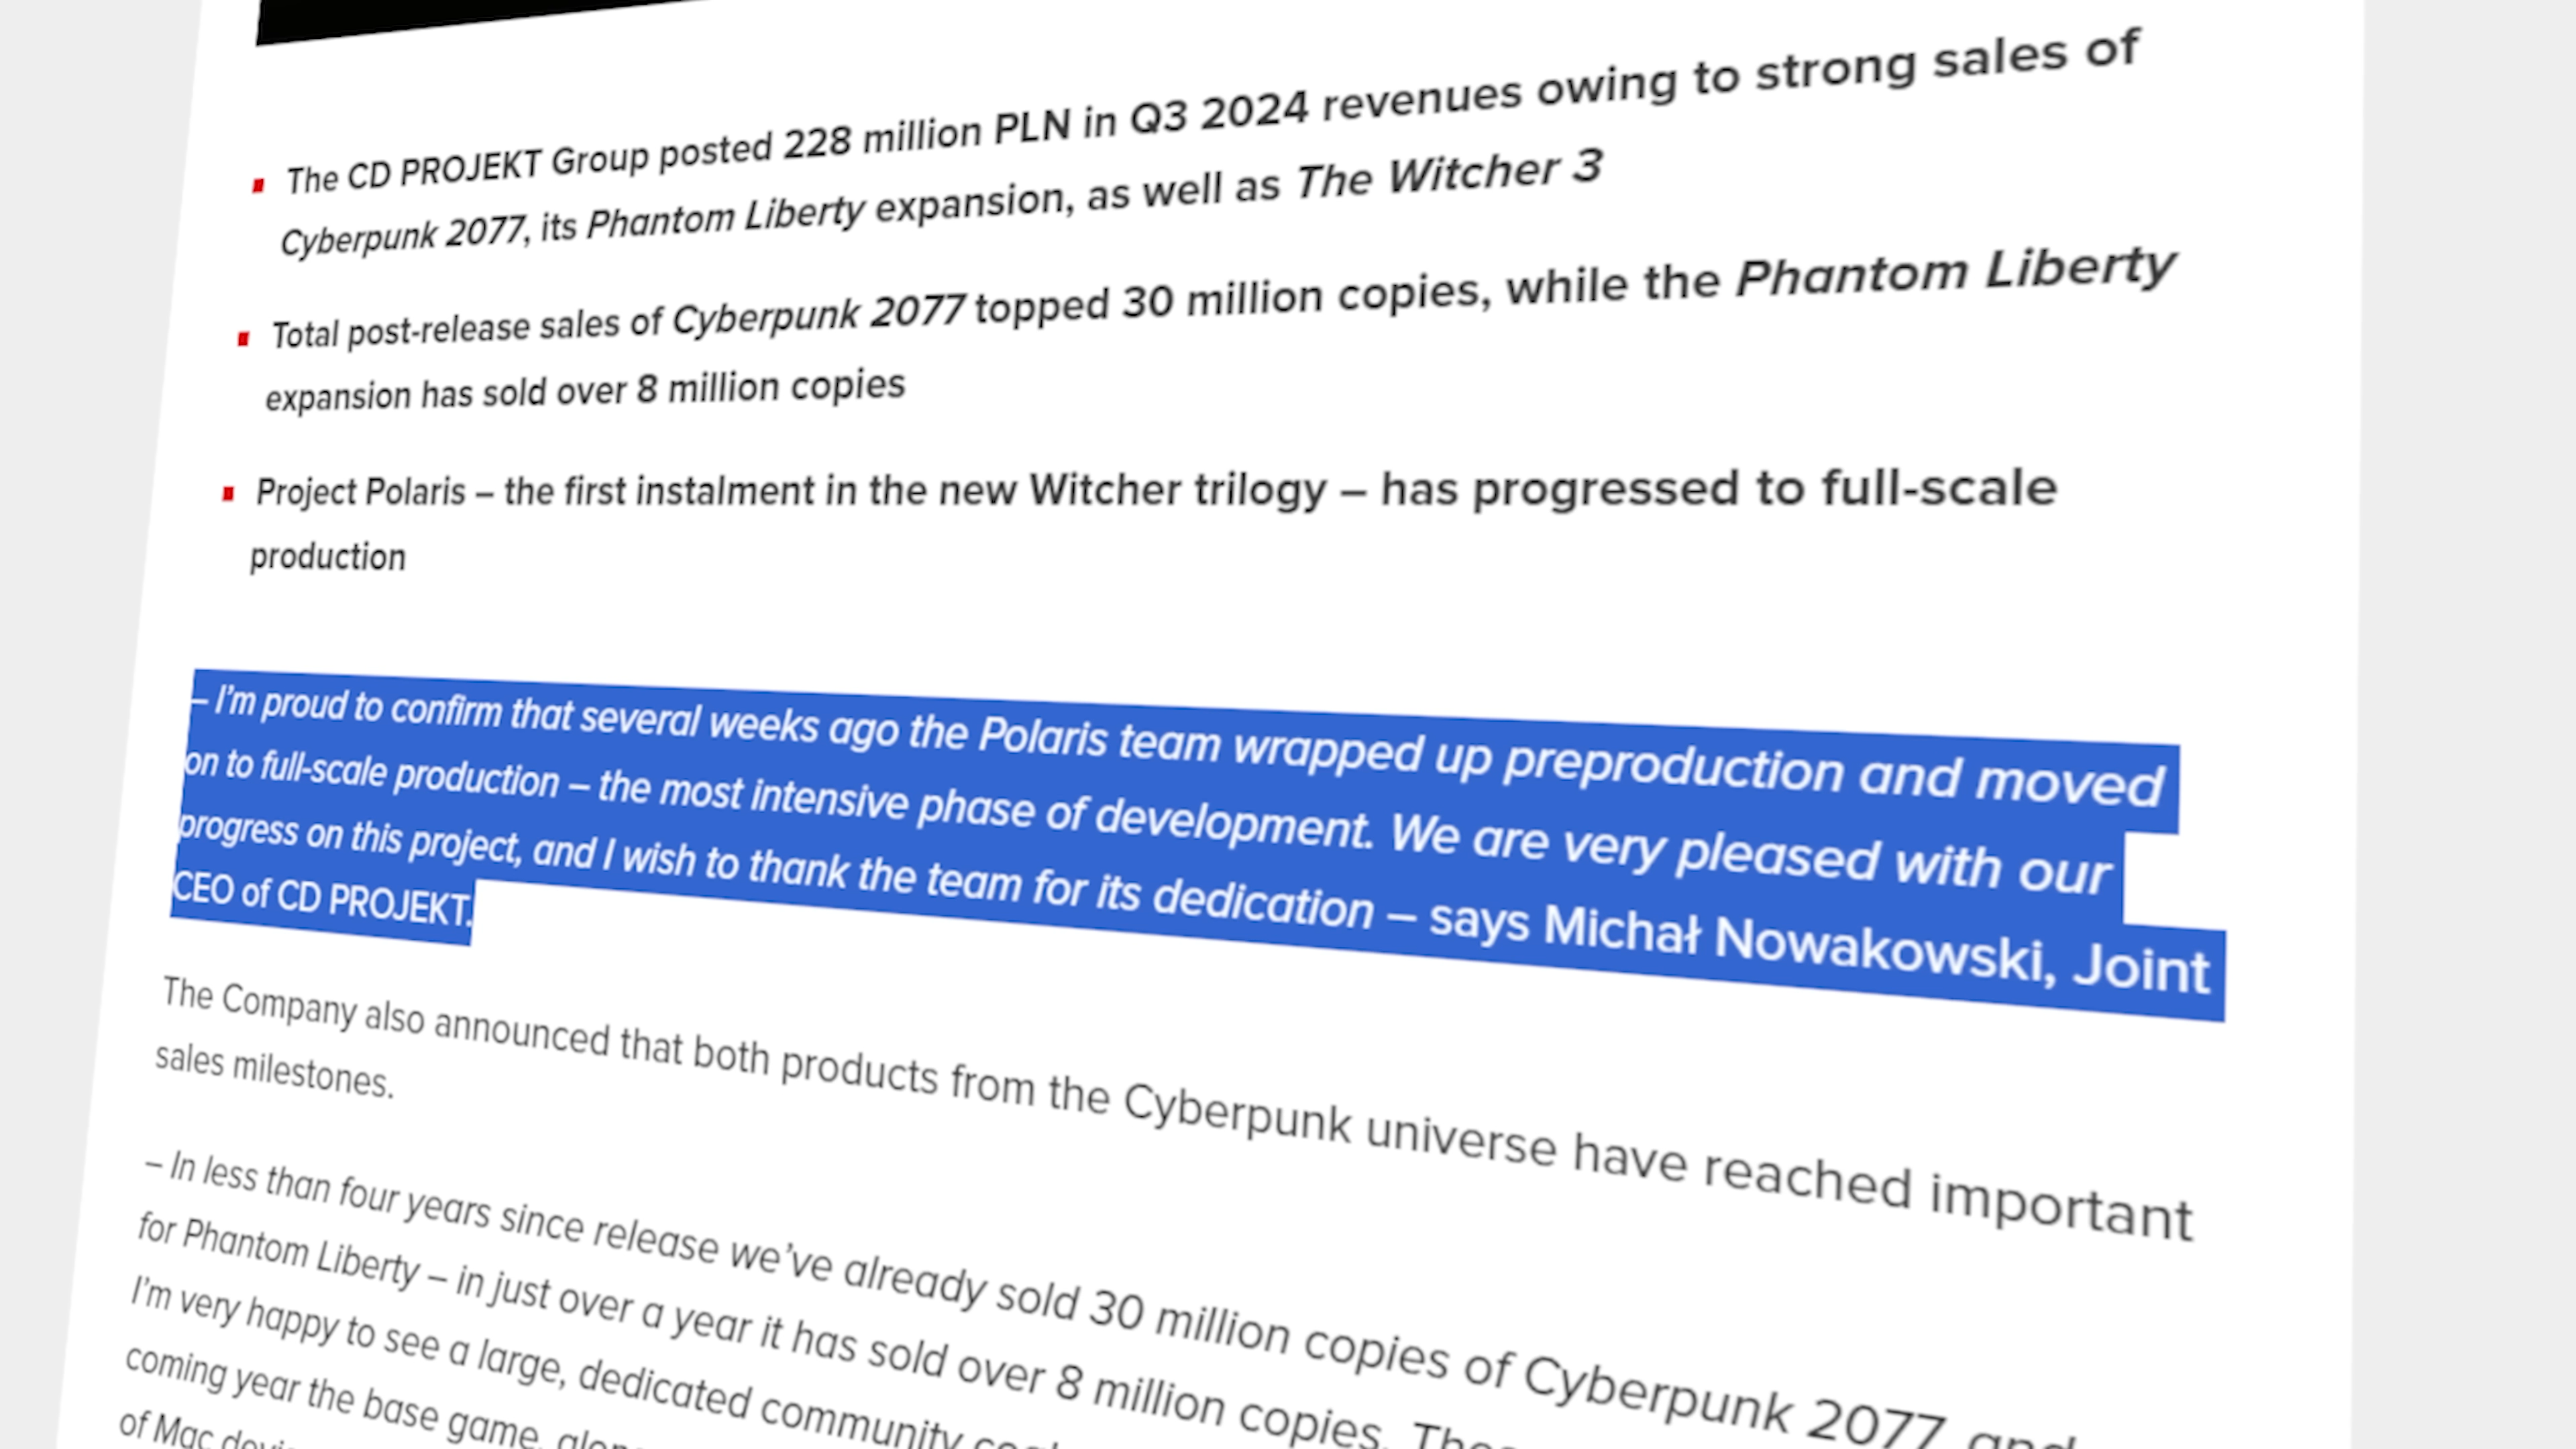 The CD PROJEKT Group posted 228 million PLN in Q3 2024 revenues owing to strong sales of
Cyberpunk 2077, its Phantom Liberty expansion, as well as The Witcher 3
Total post-release sales of Cyberpunk 2077 topped 30 million copies, while the Phantom Liberty
expansion has sold over 8 million copies
Project Polaris – the first instalment in the new Witcher trilogy – has progressed to full-scale
production
– I'm proud to confirm that several weeks ago the Polaris team wrapped up preproduction and moved
on to full-scale production – the most intensive phase of development. We are very pleased with our
progress on this project, and I wish to thank the team for its dedication – says Michał Nowakowski, Joint
CEO of CD PROJEKT.
The Company also announced that both products from the Cyberpunk universe have reached important
sales milestones.
– In less than four years since release we've already sold 30 million copies of Cyberpunk 2077, and
for Phantom Liberty – in just over a year it has sold over 8 million copies.
I'm very happy to see a large, dedicated community
coming year the base game,
of Mac